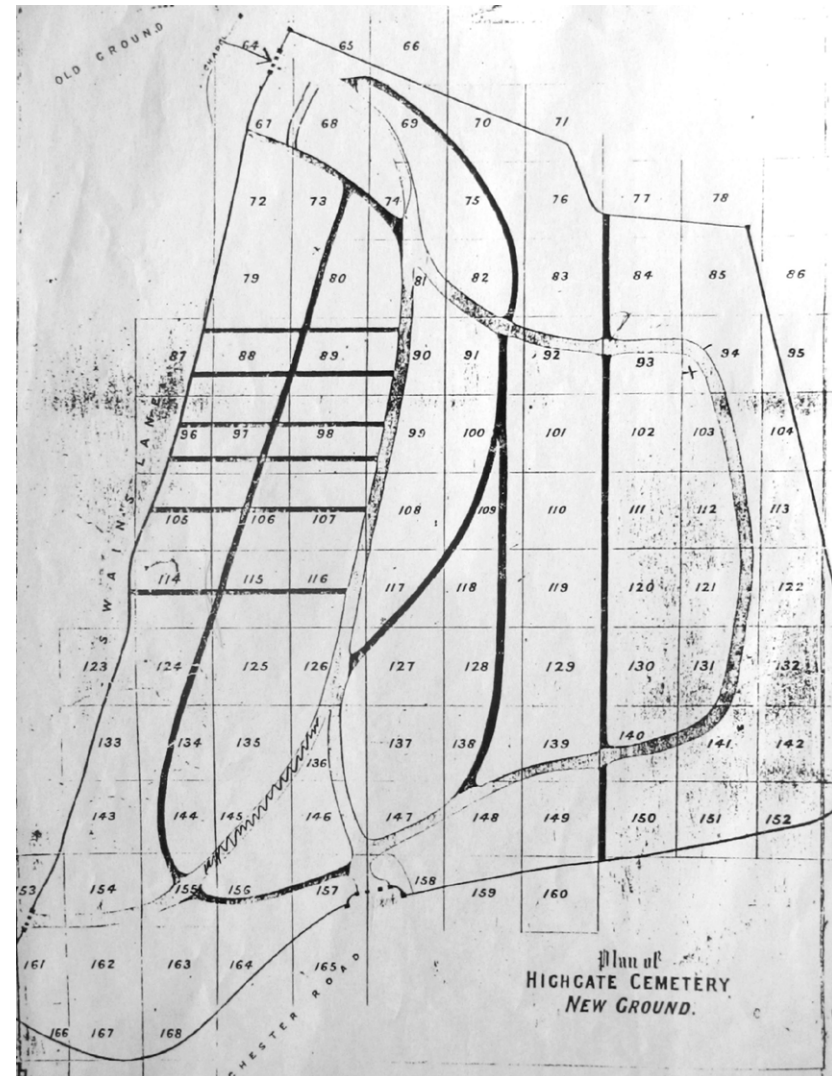 OLD GROUND
CHAPEL
64 65 66
67 68 69 70 71
72 73 74 75 76 77 78
79 80 81 82 83 84 85 86
87 88 89 90 91 92 93 94 95
96 97 98 99 100 101 102 103 104
105 106 107 108 109 110 111 112 113
114 115 116 117 118 119 120 121 122
123 124 125 126 127 128 129 130 131 132
133 134 135 136 137 138 139 140 141 142
143 144 145 146 147 148 149 150 151 152
153 154 155 156 157 158 159 160
161 162 163 164 165
166 167 168
SWAINS LANE
CHESTER ROAD
Plan of
HIGHGATE CEMETERY
NEW GROUND.